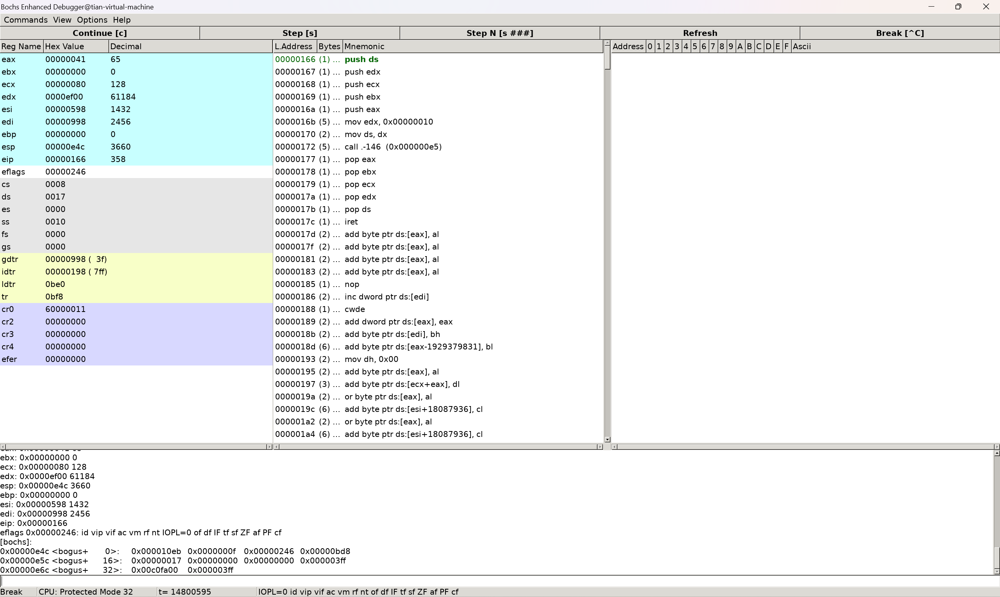 Bochs Enhanced Debugger@tian-virtual-machine
Commands View Options Help
Continue [c] Step [s] Step N [s ###] Refresh Break [^C]
Reg Name Hex Value Decimal
eax 00000041 65
ebx 00000000 0
ecx 00000080 128
edx 0000ef00 61184
esi 00000598 1432
edi 00000998 2456
ebp 00000000 0
esp 00000e4c 3660
eip 00000166 358
eflags 00000246
cs 0008
ds 0017
es 0000
ss 0010
fs 0000
gs 0000
gdtr 00000998 ( 3f)
idtr 00000198 ( 7ff)
ldtr 0be0
tr 0bf8
cr0 60000011
cr2 00000000
cr3 00000000
cr4 00000000
efer 00000000
L.Address Bytes Mnemonic
00000166 (1) ... push ds
00000167 (1) ... push edx
00000168 (1) ... push ecx
00000169 (1) ... push ebx
0000016a (1) ... push eax
0000016b (5) ... mov edx, 0x00000010
00000170 (2) ... mov ds, dx
00000172 (5) ... call .-146 (0x000000e5)
00000177 (1) ... pop eax
00000178 (1) ... pop ebx
00000179 (1) ... pop ecx
0000017a (1) ... pop edx
0000017b (1) ... pop ds
0000017c (1) ... iret
0000017d (2) ... add byte ptr ds:[eax], al
0000017f (2) ... add byte ptr ds:[eax], al
00000181 (2) ... add byte ptr ds:[eax], al
00000183 (2) ... add byte ptr ds:[eax], al
00000185 (1) ... nop
00000186 (2) ... inc dword ptr ds:[edi]
00000188 (1) ... cwde
00000189 (2) ... add dword ptr ds:[eax], eax
0000018b (2) ... add byte ptr ds:[edi], bh
0000018d (6) ... add byte ptr ds:[eax-1929379831], bl
00000193 (2) ... mov dh, 0x00
00000195 (2) ... add byte ptr ds:[eax], al
00000197 (3) ... add byte ptr ds:[ecx+eax], dl
0000019a (2) ... or byte ptr ds:[eax], al
0000019c (6) ... add byte ptr ds:[esi+18087936], cl
000001a2 (2) ... or byte ptr ds:[eax], al
000001a4 (6) ... add byte ptr ds:[esi+18087936], cl
Address 0 1 2 3 4 5 6 7 8 9 A B C D E F Ascii
ebx: 0x00000000 0
ecx: 0x00000080 128
edx: 0x0000ef00 61184
esp: 0x00000e4c 3660
ebp: 0x00000000 0
esi: 0x00000598 1432
edi: 0x00000998 2456
eip: 0x00000166
eflags 0x00000246: id vip vif ac vm rf nt IOPL=0 of df IF tf sf ZF af PF cf
[bochs]:
0x00000e4c <bogus+ 0>: 0x000010eb 0x0000000f 0x00000246 0x00000bd8
0x00000e5c <bogus+ 16>: 0x00000017 0x00000000 0x00000000 0x000003ff
0x00000e6c <bogus+ 32>: 0x00c0fa00 0x000003ff
Break CPU: Protected Mode 32 t= 14800595 IOPL=0 id vip vif ac vm rf nt of df IF tf sf ZF af PF cf